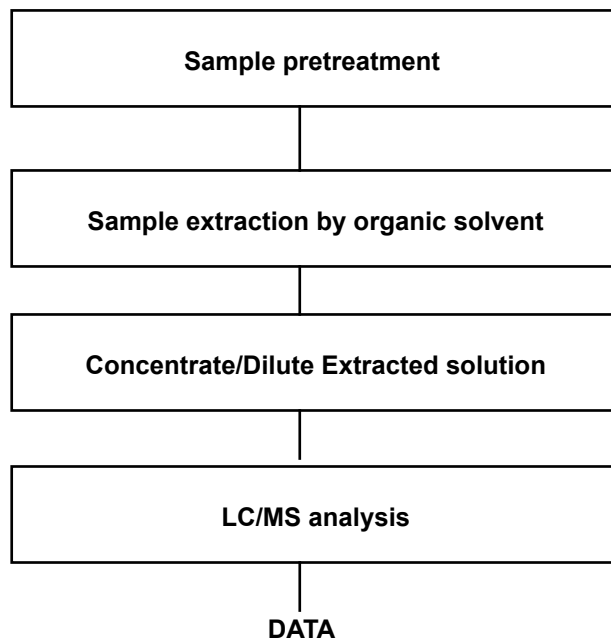 Sample pretreatment
Sample extraction by organic solvent
Concentrate/Dilute Extracted solution
LC/MS analysis
DATA